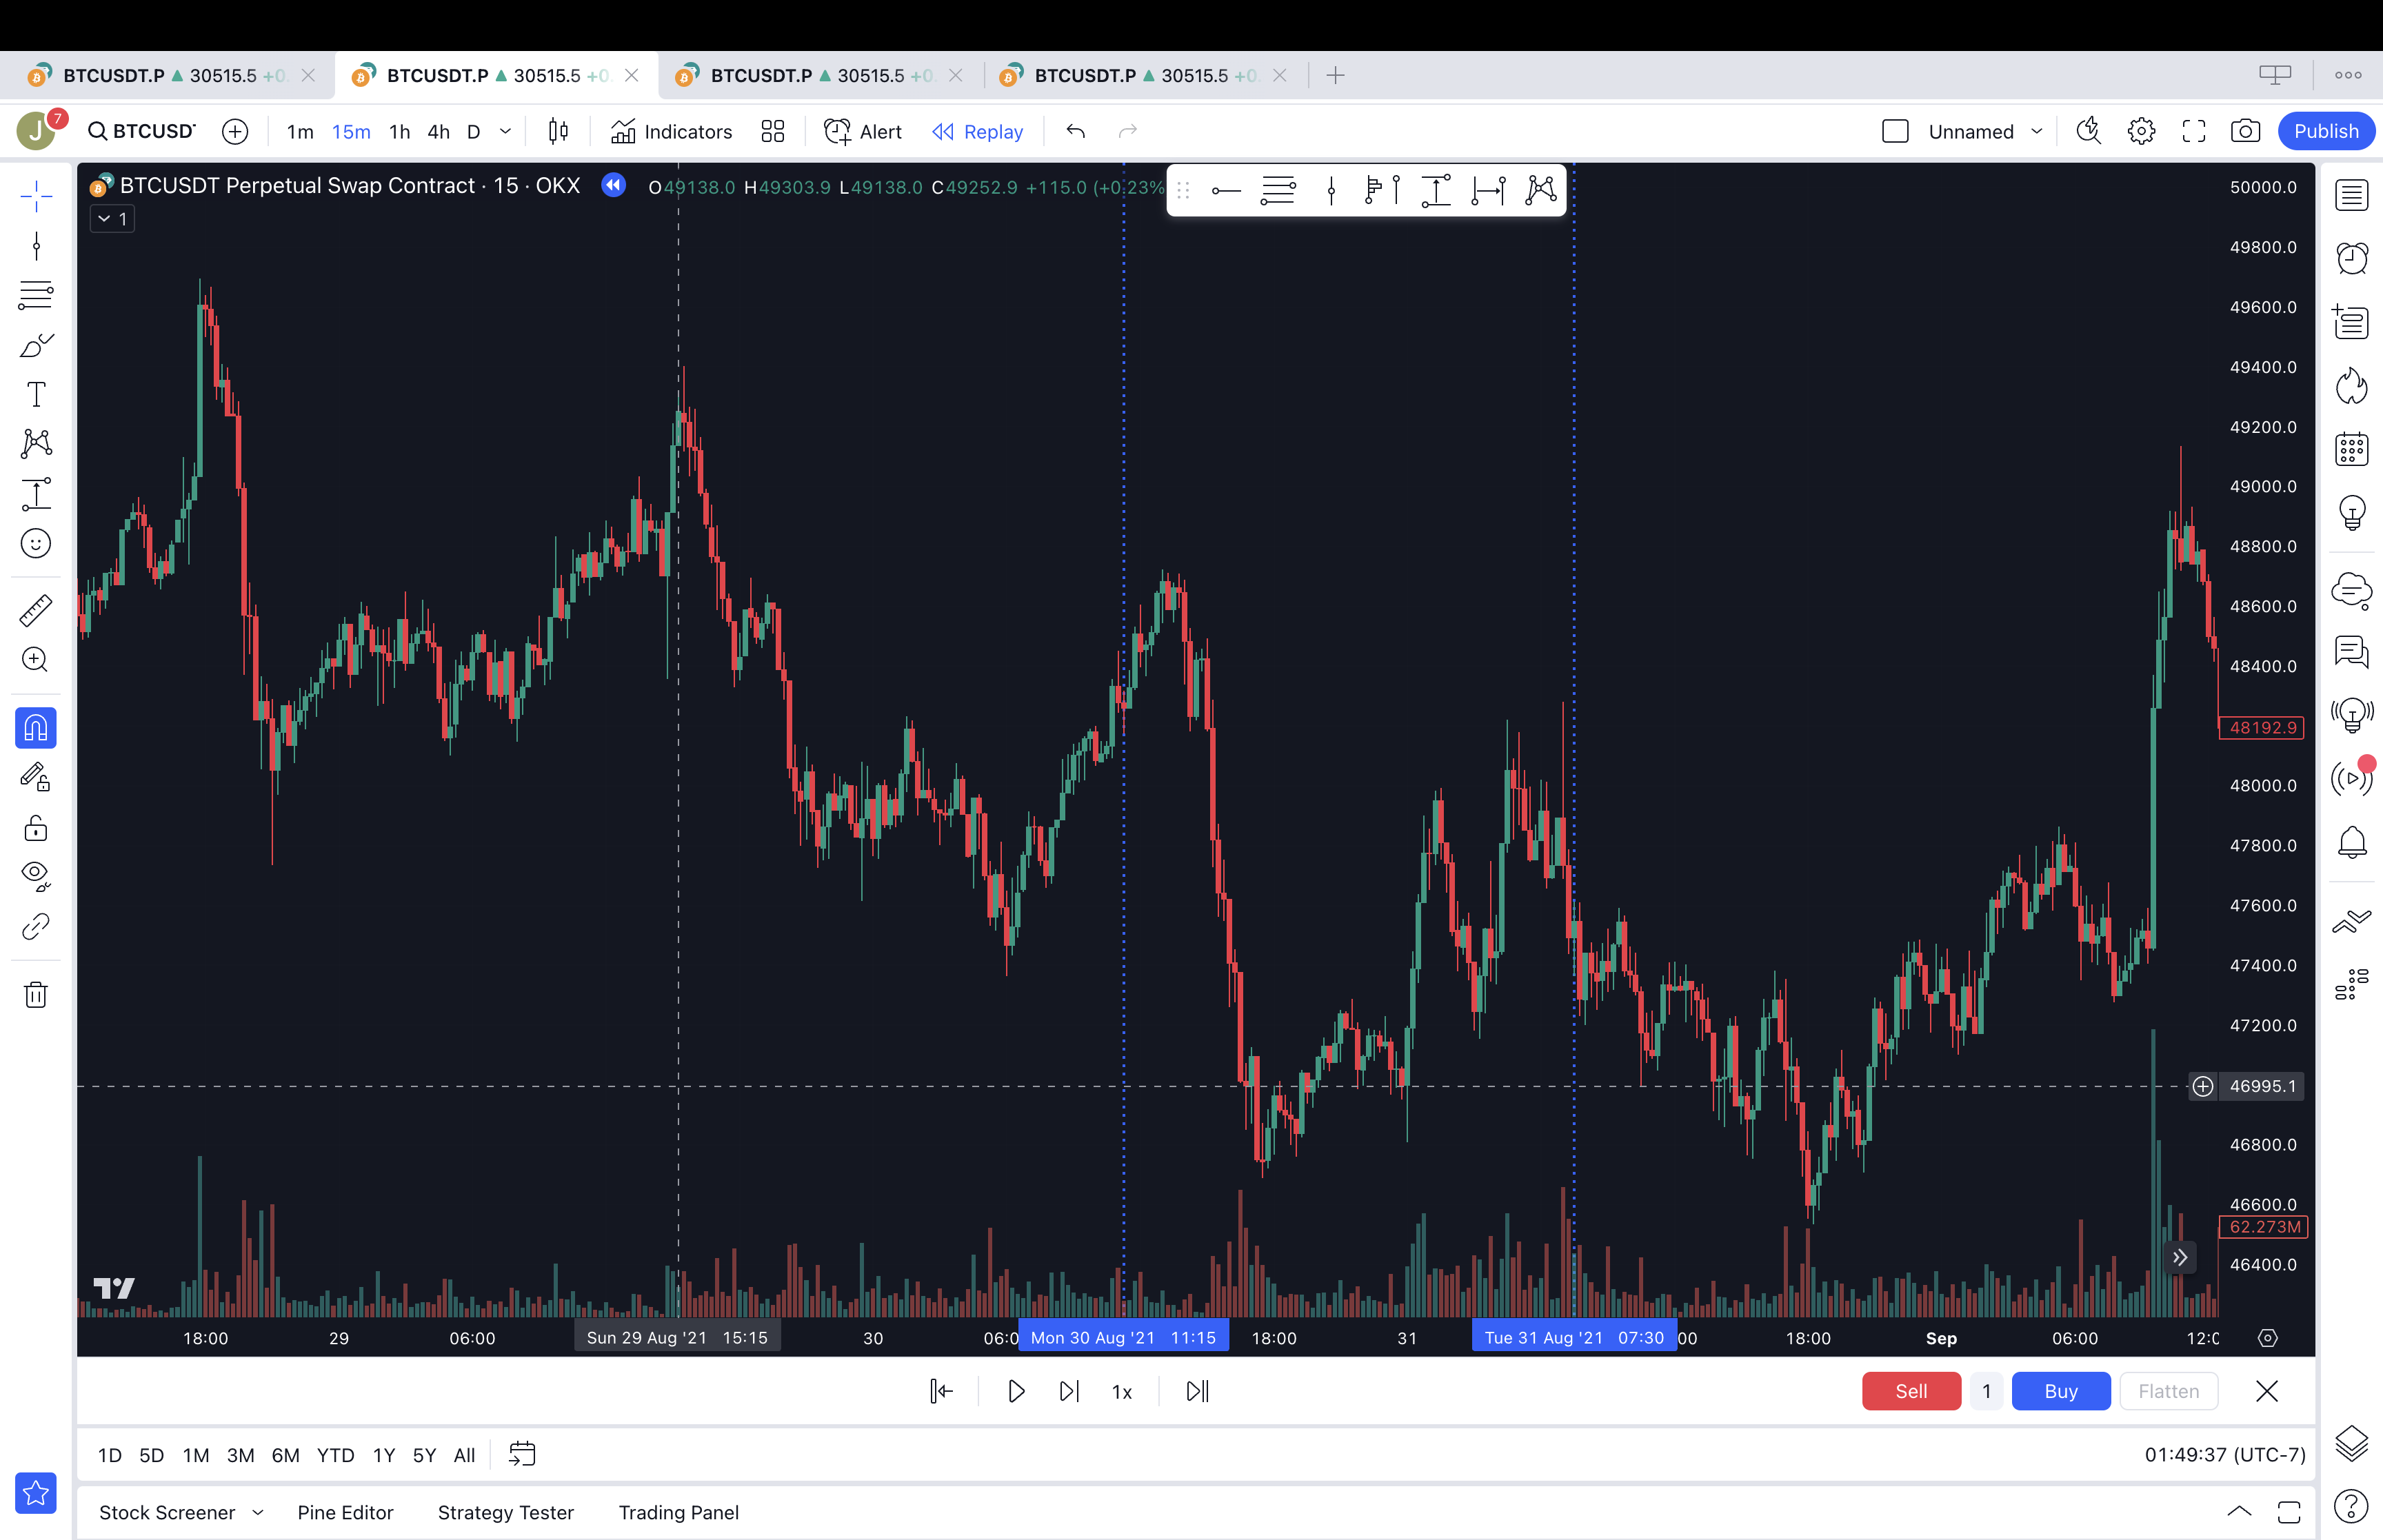 BTCUSDT.P 30515.5 +0. BTCUSDT.P 30515.5 +0. BTCUSDT.P 30515.5 +0. BTCUSDT.P 30515.5 +0.
J 7 BTCUSD 1m 15m 1h 4h D Indicators Alert Replay Unnamed Publish
BTCUSDT Perpetual Swap Contract · 15 · OKX O49138.0 H49303.9 L49138.0 C49252.9 +115.0 (+0.23%
1
50000.0
49800.0
49600.0
49400.0
49200.0
49000.0
48800.0
48600.0
48400.0
48192.9
48000.0
47800.0
47600.0
47400.0
47200.0
46995.1
46800.0
46600.0
62.273M
46400.0
18:00 29 06:00 Sun 29 Aug '21 15:15 30 06:0 Mon 30 Aug '21 11:15 18:00 31 Tue 31 Aug '21 07:30 00 18:00 Sep 06:00 12:0
1x Sell 1 Buy Flatten
1D 5D 1M 3M 6M YTD 1Y 5Y All 01:49:37 (UTC-7)
Stock Screener Pine Editor Strategy Tester Trading Panel